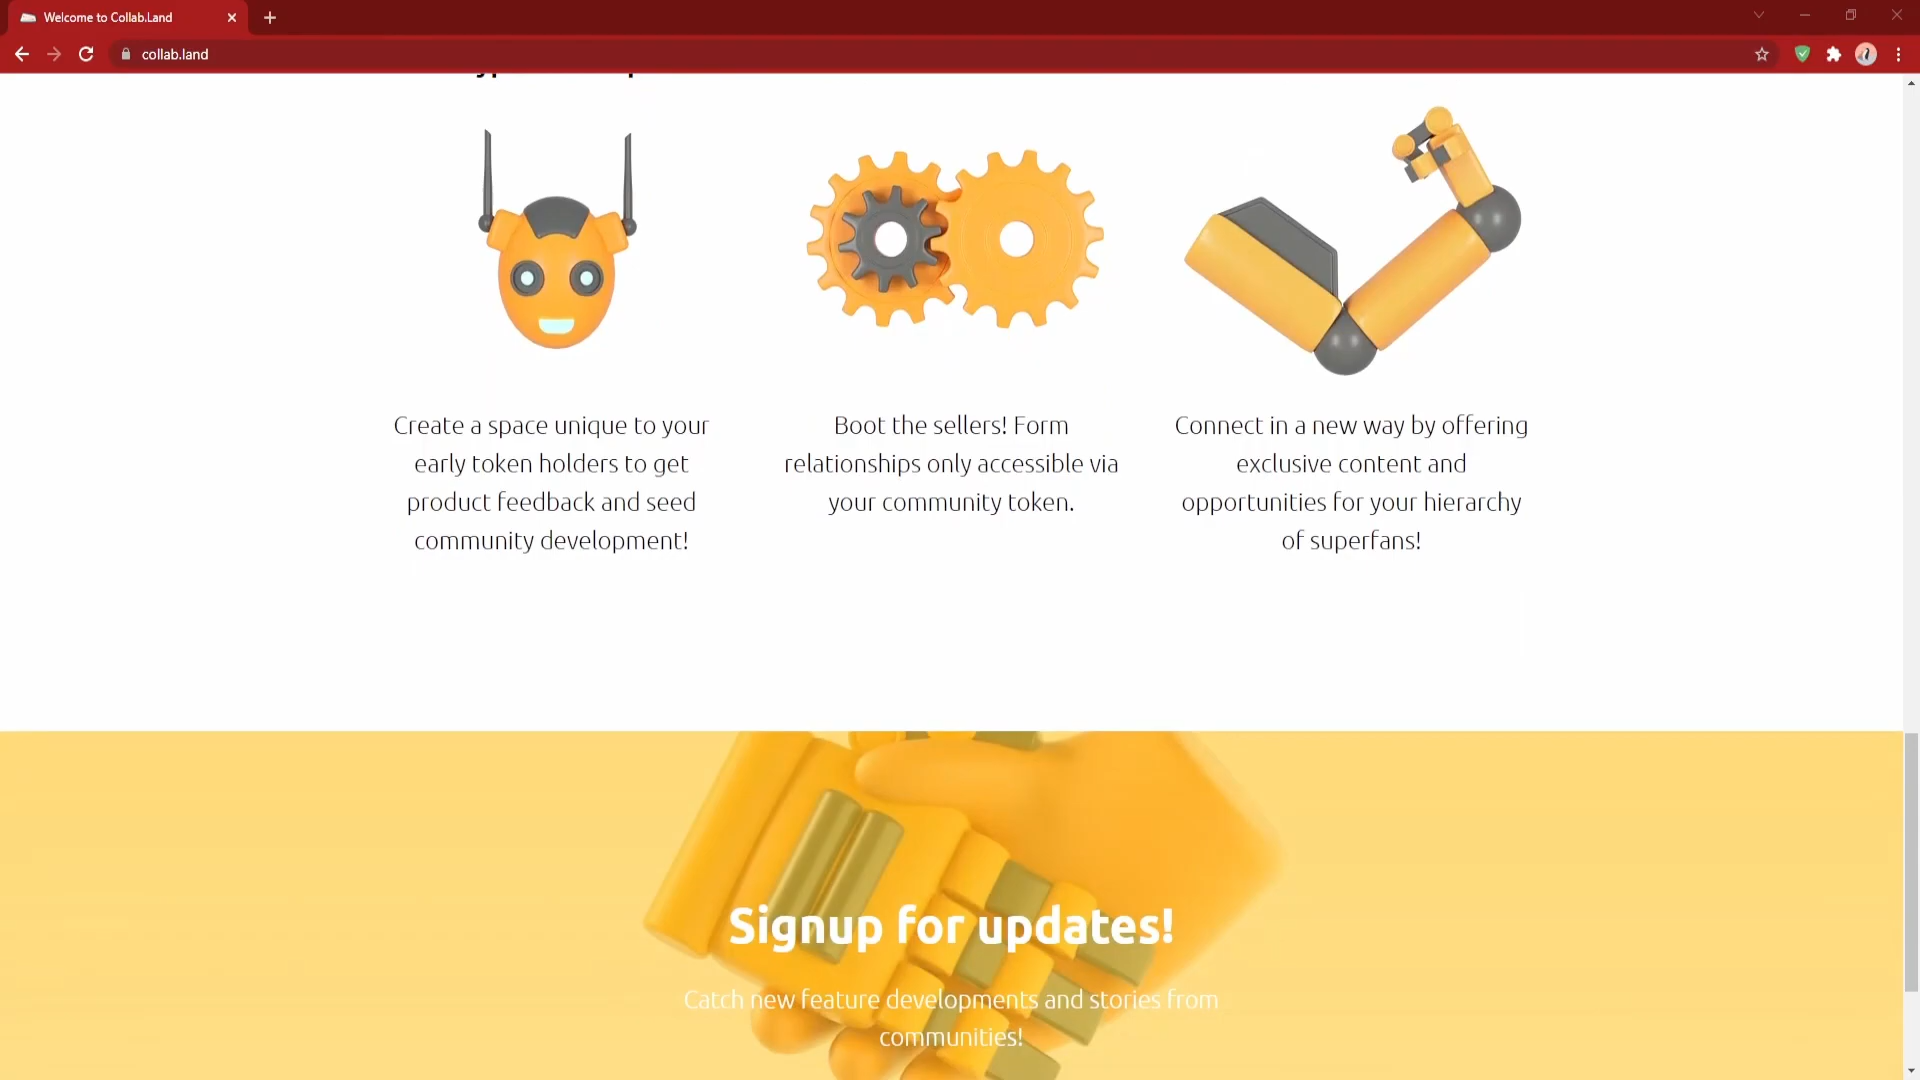 Welcome to Collab.Land
collab.land
Create a space unique to your
early token holders to get
product feedback and seed
community development!
Boot the sellers! Form
relationships only accessible via
your community token.
Connect in a new way by offering
exclusive content and
opportunities for your hierarchy
of superfans!
Signup for updates!
Catch new feature developments and stories from
communities!